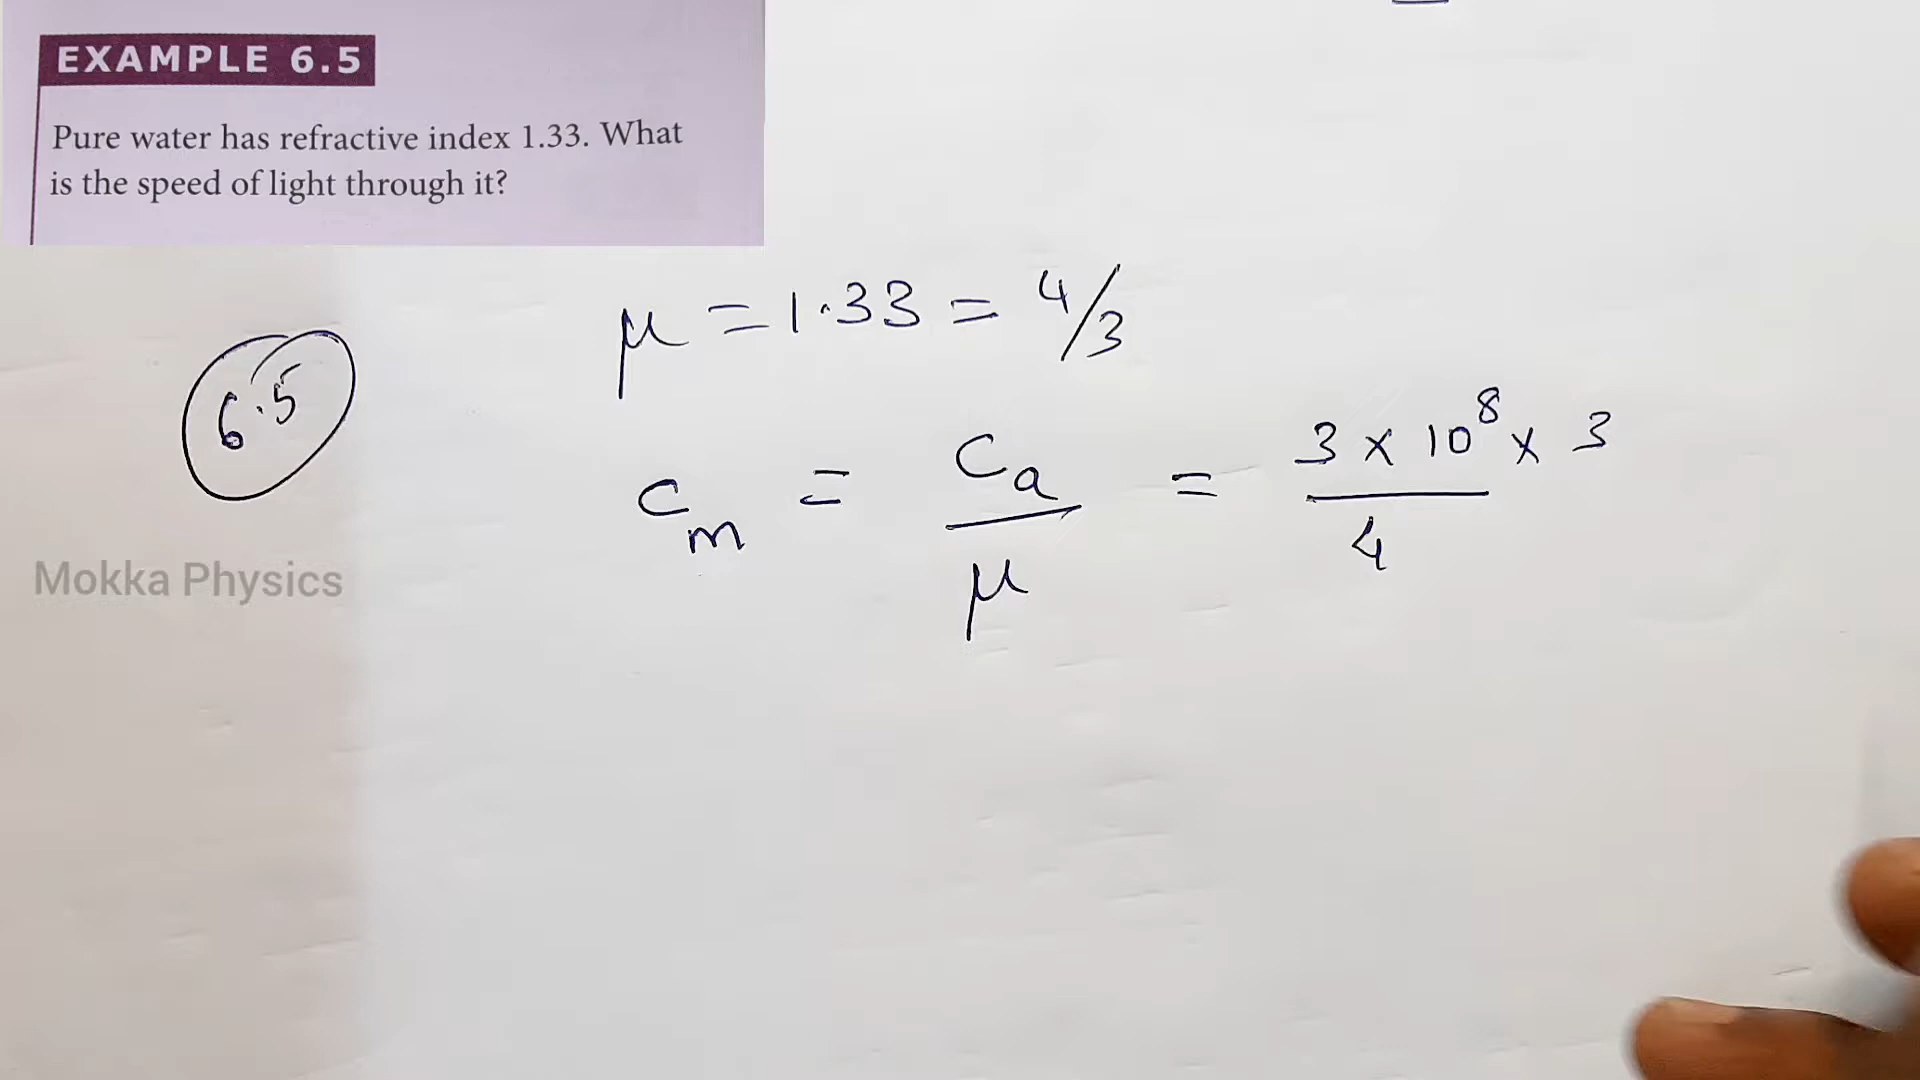 EXAMPLE 6.5
Pure water has refractive index 1.33. What
is the speed of light through it?
μ = 1.33 = 4/3
6.5
c_m = c_a/μ = 3 × 10^8 × 3/4
Mokka Physics